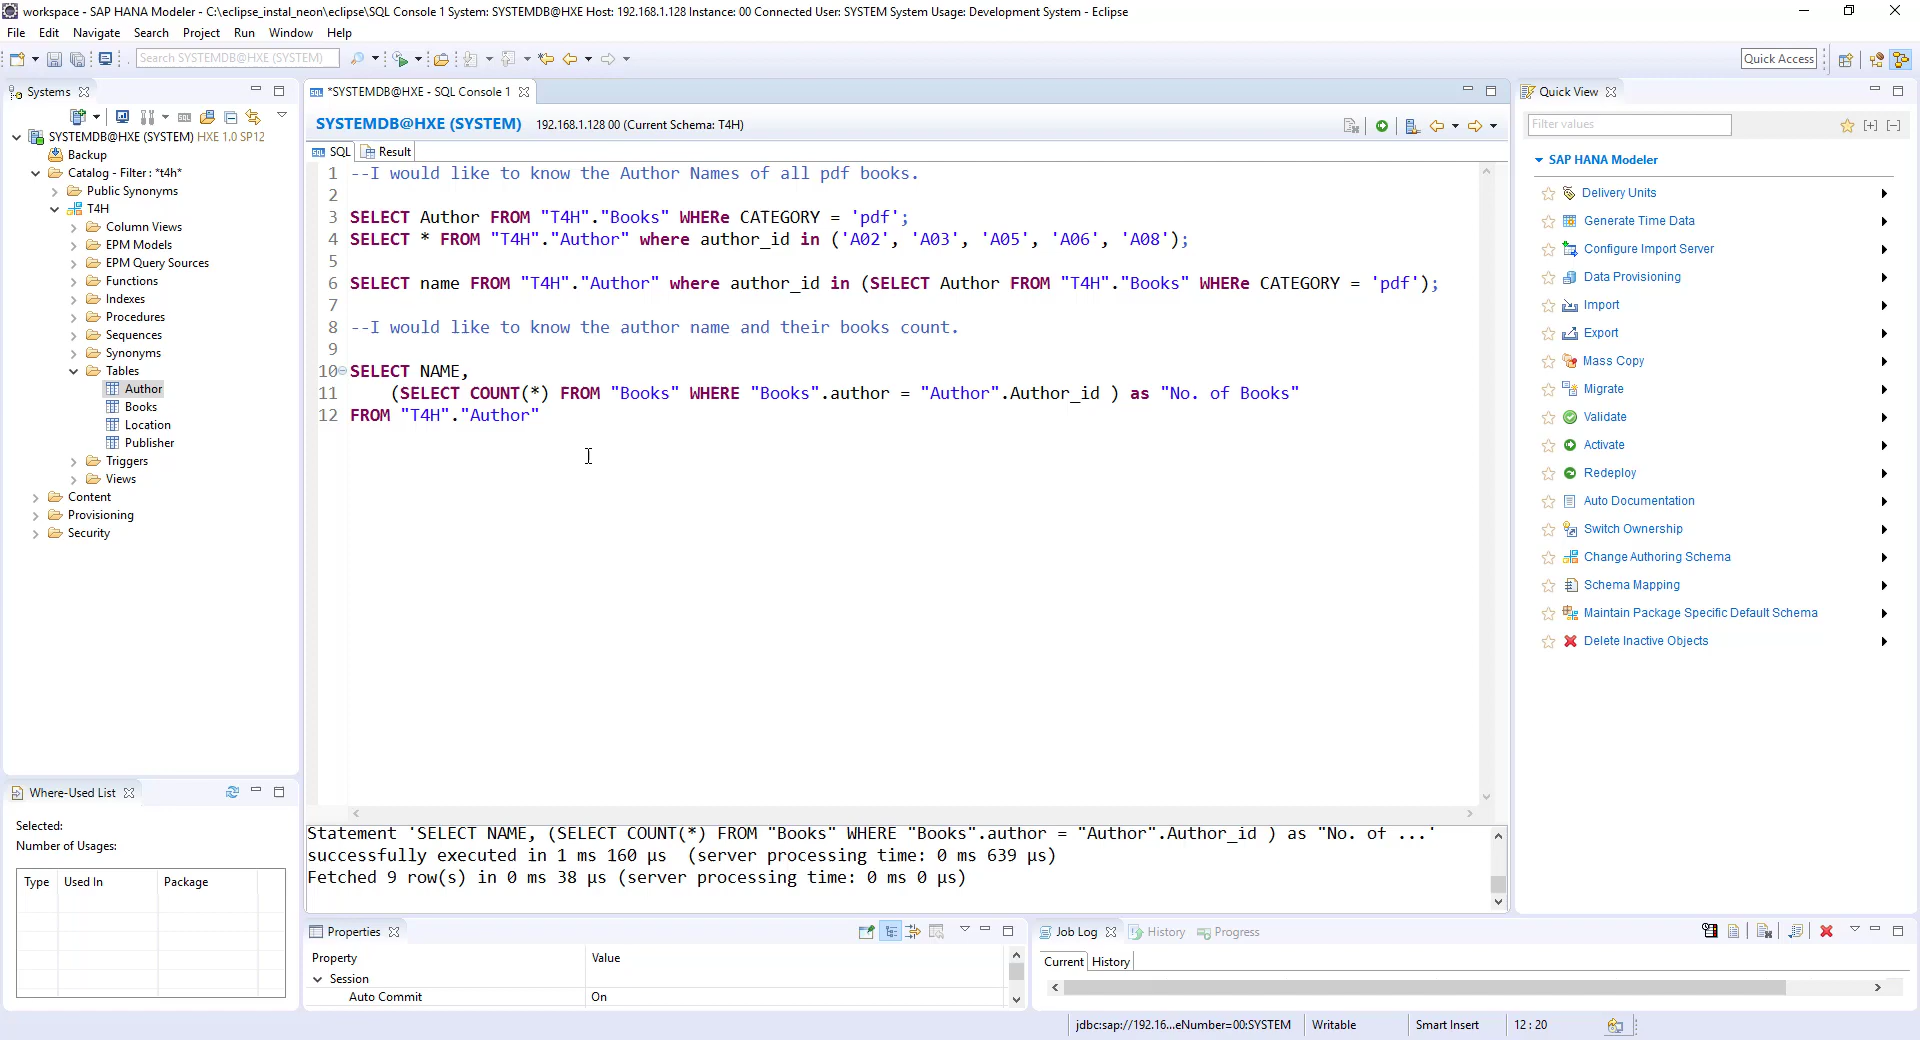 workspace - SAP HANA Modeler - C:\eclipse_instal_neon\eclipse\SQL Console 1 System: SYSTEMDB@HXE Host: 192.168.1.128 Instance: 00 Connected User: SYSTEM System Usage: Development System - Eclipse
File Edit Navigate Search Project Run Window Help
Search SYSTEMDB@HXE (SYSTEM)
Quick Access
Systems
SYSTEMDB@HXE (SYSTEM) HXE 1.0 SP12
Backup
Catalog - Filter : *t4h*
Public Synonyms
T4H
Column Views
EPM Models
EPM Query Sources
Functions
Indexes
Procedures
Sequences
Synonyms
Tables
Author
Books
Location
Publisher
Triggers
Views
Content
Provisioning
Security
*SYSTEMDB@HXE - SQL Console 1
SYSTEMDB@HXE (SYSTEM) 192.168.1.128 00 (Current Schema: T4H)
SQL Result
1 --I would like to know the Author Names of all pdf books.
2
3 SELECT Author FROM "T4H"."Books" WHERe CATEGORY = 'pdf';
4 SELECT * FROM "T4H"."Author" where author_id in ('A02', 'A03', 'A05', 'A06', 'A08');
5
6 SELECT name FROM "T4H"."Author" where author_id in (SELECT Author FROM "T4H"."Books" WHERe CATEGORY = 'pdf');
7
8 --I would like to know the author name and their books count.
9
10 SELECT NAME,
11 (SELECT COUNT(*) FROM "Books" WHERE "Books".author = "Author".Author_id ) as "No. of Books"
12 FROM "T4H"."Author"
Statement 'SELECT NAME, (SELECT COUNT(*) FROM "Books" WHERE "Books".author = "Author".Author_id ) as "No. of ...'
successfully executed in 1 ms 160 µs (server processing time: 0 ms 639 µs)
Fetched 9 row(s) in 0 ms 38 µs (server processing time: 0 ms 0 µs)
Quick View
Filter values
SAP HANA Modeler
Delivery Units
Generate Time Data
Configure Import Server
Data Provisioning
Import
Export
Mass Copy
Migrate
Validate
Activate
Redeploy
Auto Documentation
Switch Ownership
Change Authoring Schema
Schema Mapping
Maintain Package Specific Default Schema
Delete Inactive Objects
Where-Used List
Selected:
Number of Usages:
Type Used In Package
Properties
Property Value
Session
Auto Commit On
Job Log History Progress
Current History
jdbc:sap://192.16...eNumber=00:SYSTEM Writable Smart Insert 12 : 20